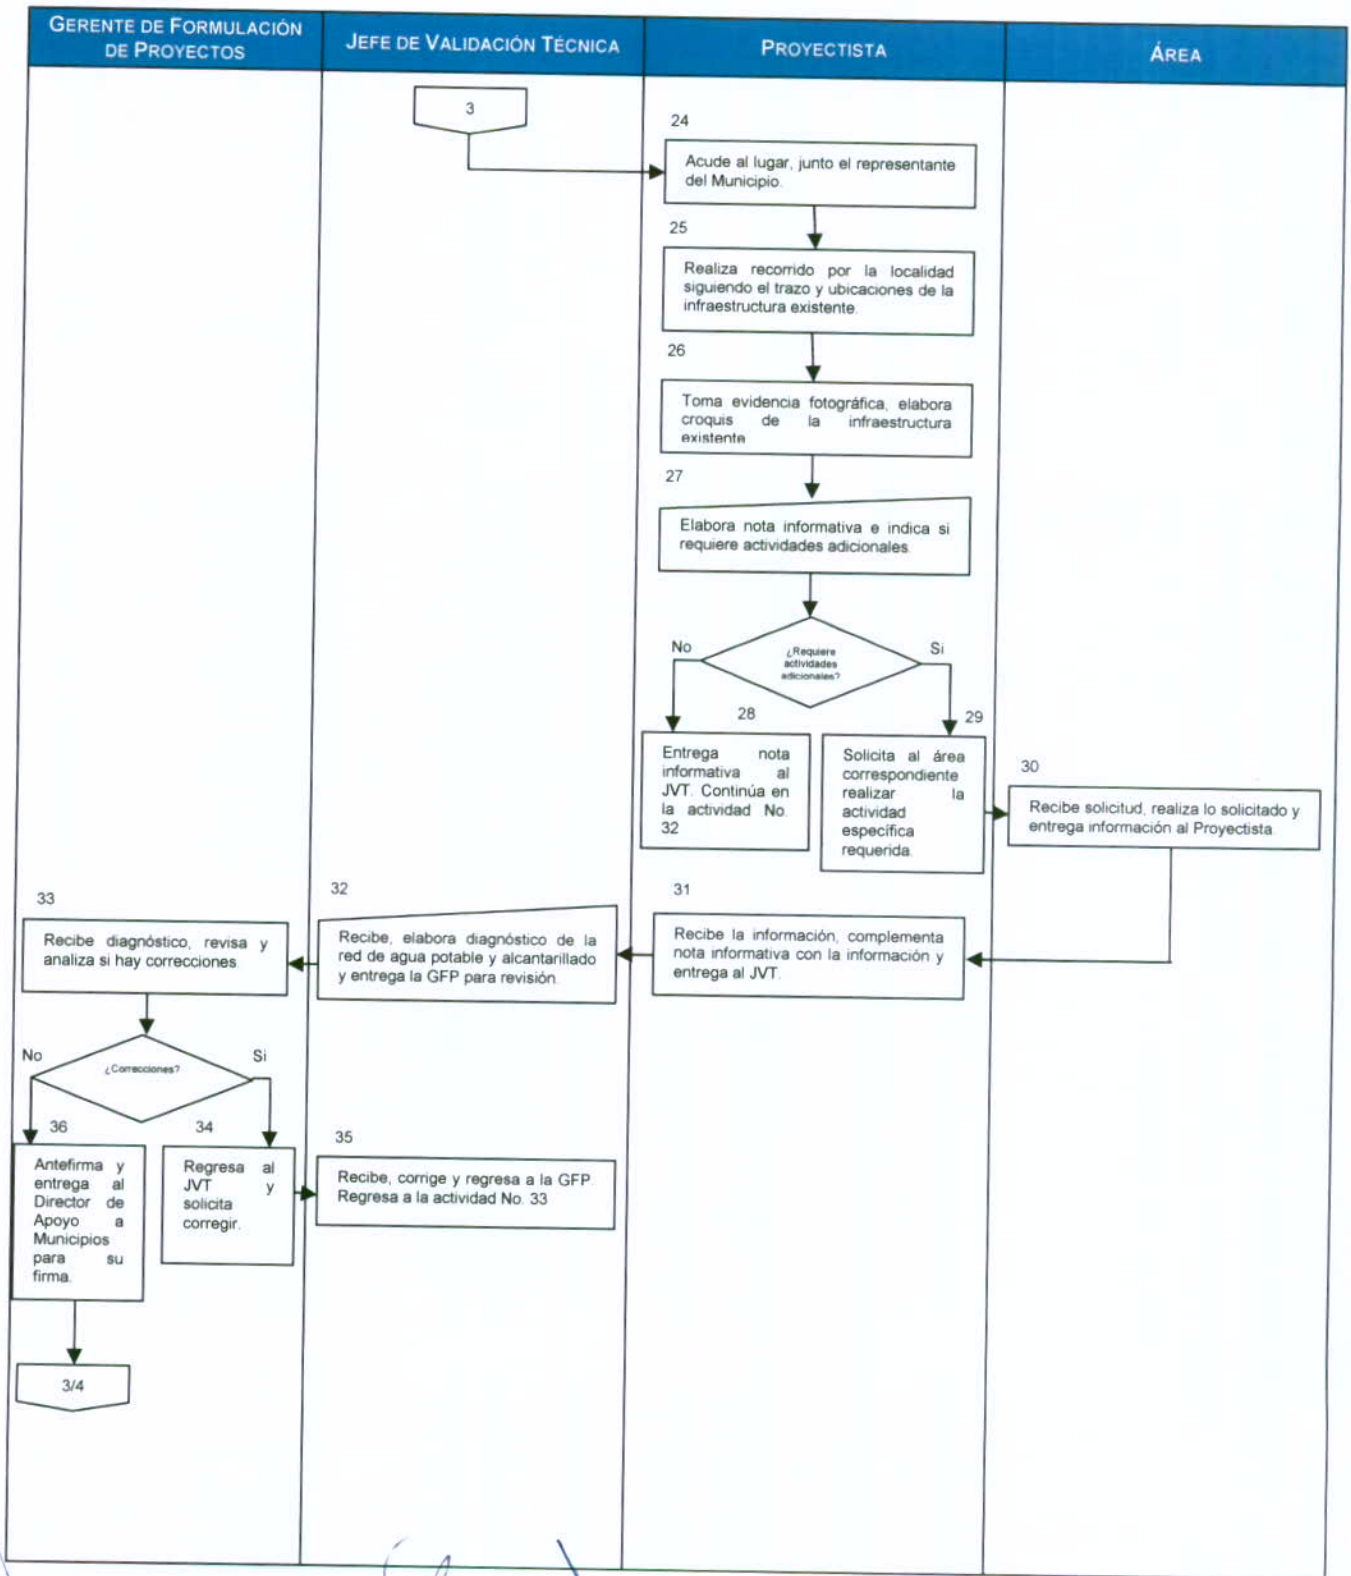 GERENTE DE FORMULACIÓN
DE PROYECTOS
JEFE DE VALIDACIÓN TÉCNICA
PROYECTISTA
ÁREA
3
24
Acude al lugar, junto el representante
del Municipio.
25
Realiza recorrido por la localidad
siguiendo el trazo y ubicaciones de la
infraestructura existente.
26
Toma evidencia fotográfica, elabora
croquis de la infraestructura
existente
27
Elabora nota informativa e indica si
requiere actividades adicionales.
No
¿Requiere
actividades
adicionales?
Si
28
Entrega nota
informativa al
JVT. Continúa en
la actividad No.
32
29
Solicita al área
correspondiente
realizar la
actividad
específica
requerida.
30
Recibe solicitud, realiza lo solicitado y
entrega información al Proyectista.
33
Recibe diagnóstico, revisa y
analiza si hay correcciones.
32
Recibe, elabora diagnóstico de la
red de agua potable y alcantarillado
y entrega la GFP para revisión.
31
Recibe la información, complementa
nota informativa con la información y
entrega al JVT.
No
¿Correcciones?
Si
36
Antefirma y
entrega al
Director de
Apoyo a
Municipios
para su
firma.
34
Regresa al
JVT y
solicita
corregir.
35
Recibe, corrige y regresa a la GFP.
Regresa a la actividad No. 33
3/4